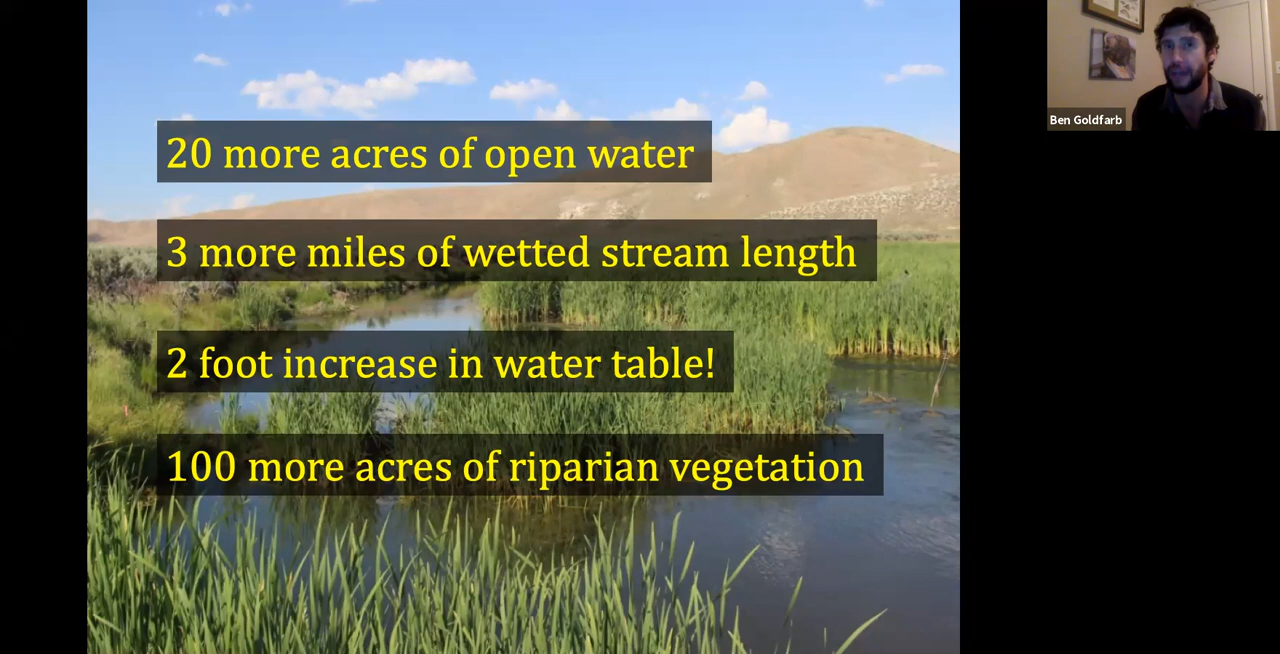 20 more acres of open water
3 more miles of wetted stream length
2 foot increase in water table!
100 more acres of riparian vegetation
Ben Goldfarb